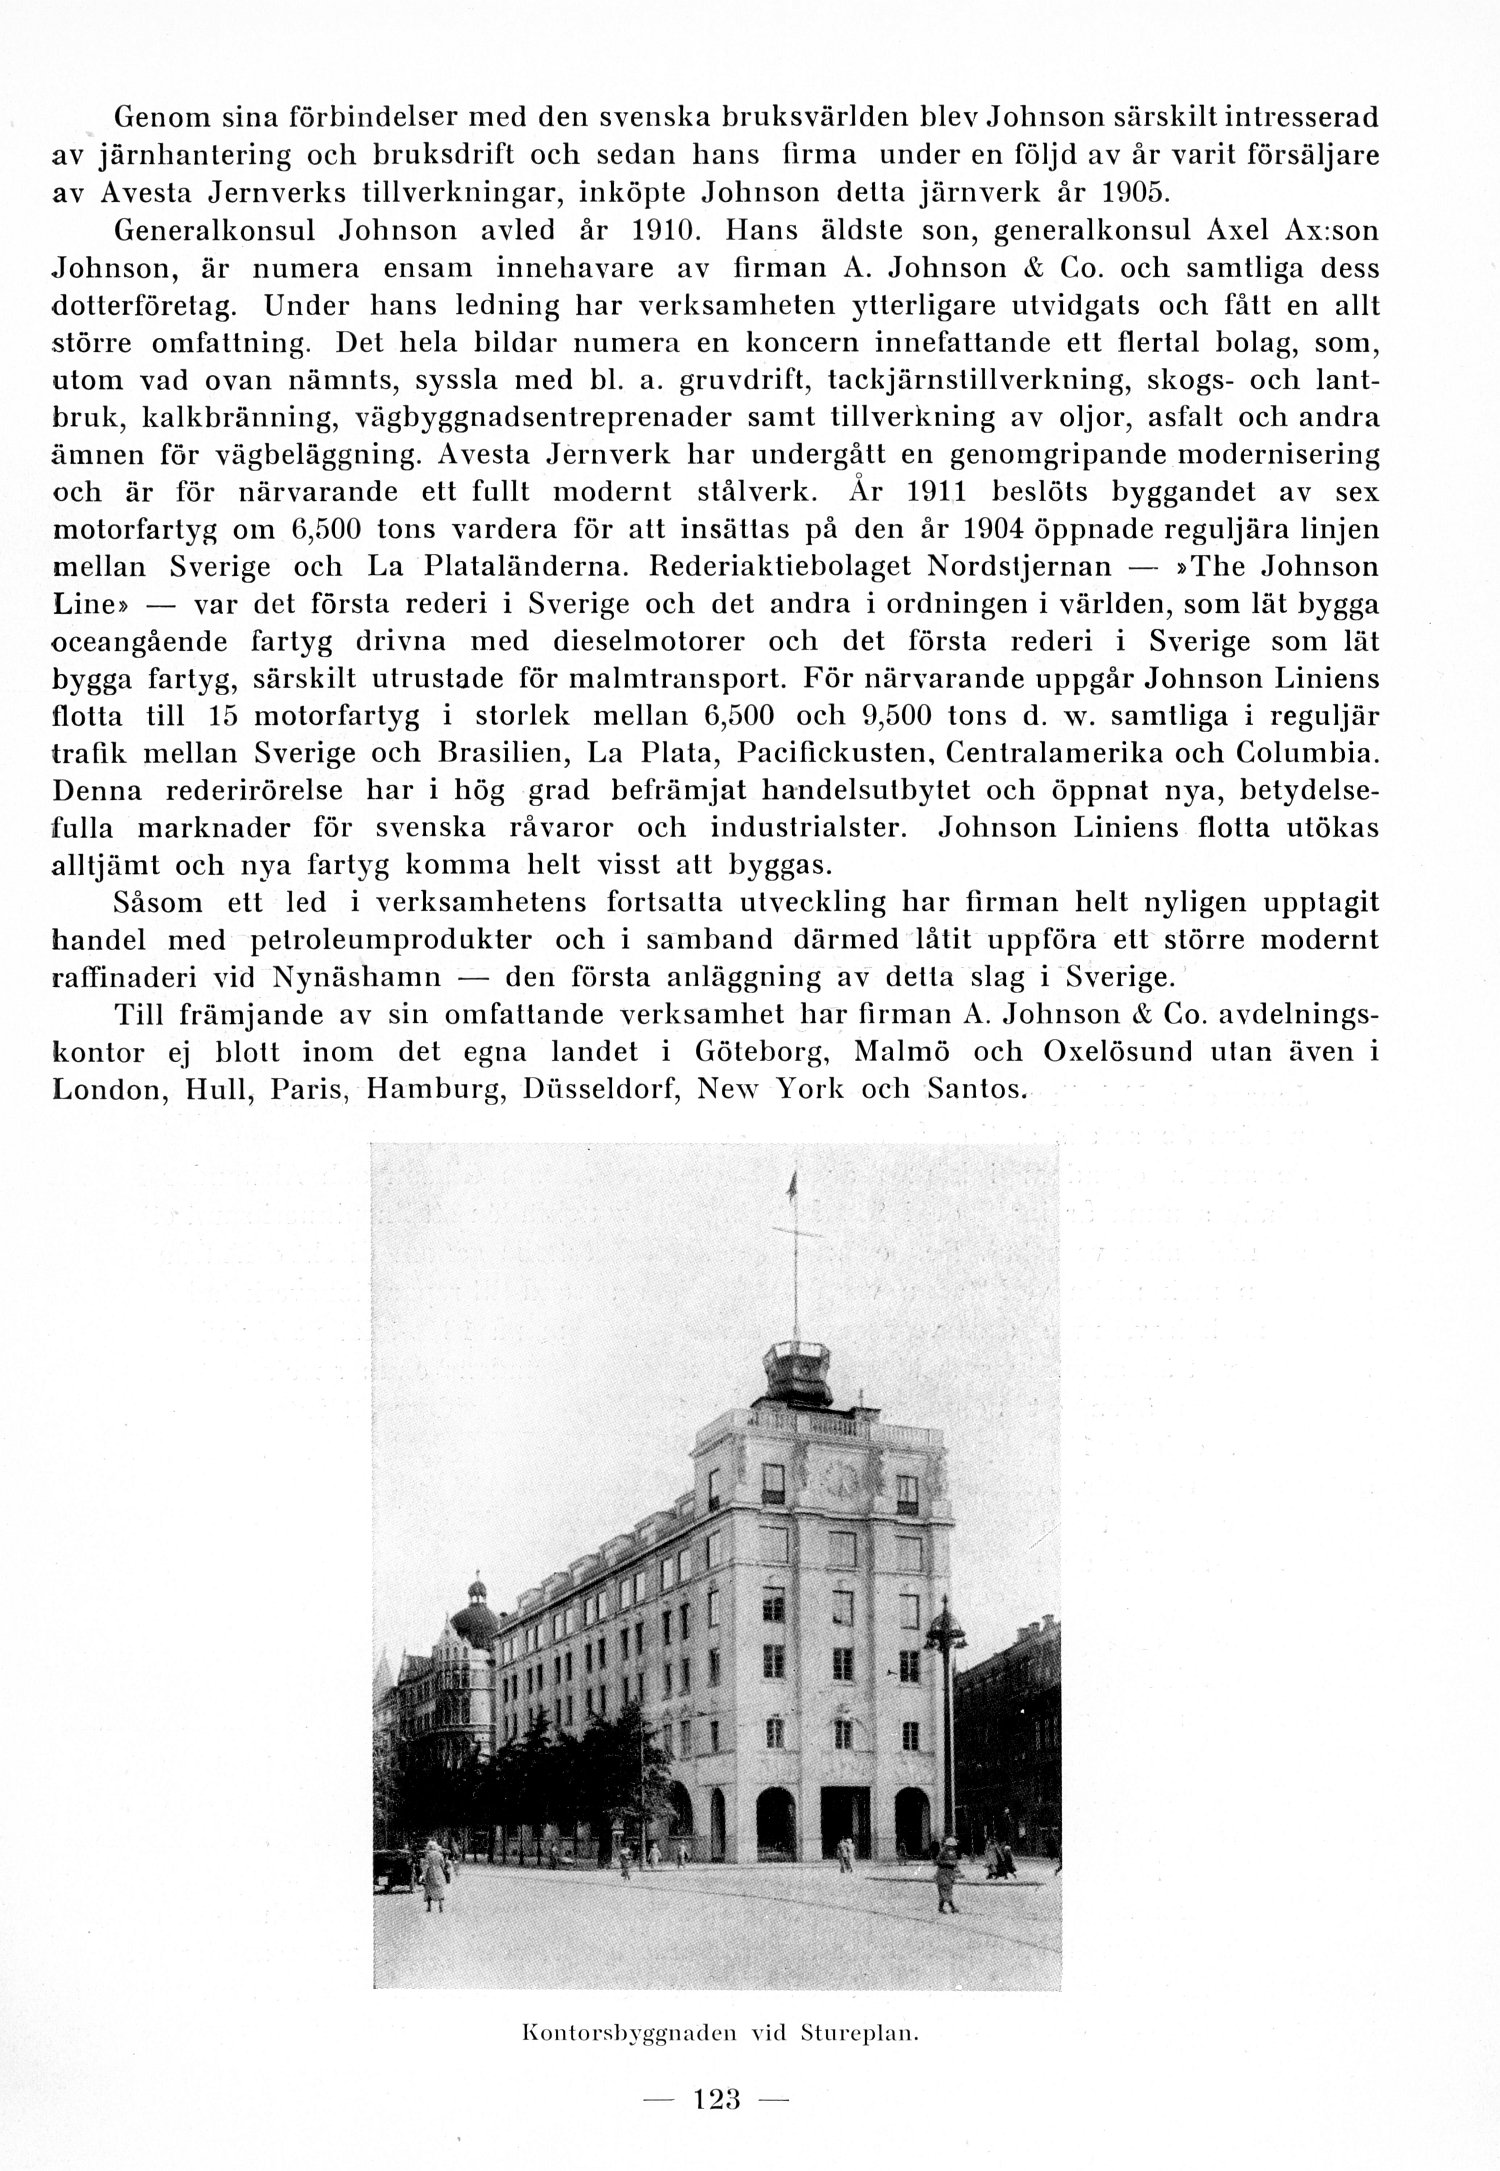 Genom sina förbindelser med den svenska bruksvärlden blev Johnson särskilt intresserad
av järnhantering och bruksdrift och sedan hans firma under en följd av år varit försäljare
av Avesta Jernverks tillverkningar, inköpte Johnson detta järnverk år 1905.
Generalkonsul Johnson avled år 1910. Hans äldste son, generalkonsul Axel Ax:son
Johnson, är numera ensam innehavare av firman A. Johnson & Co. och samtliga dess
dotterföretag. Under hans ledning har verksamheten ytterligare utvidgats och fått en allt
större omfattning. Det hela bildar numera en koncern innefattande ett flertal bolag, som,
utom vad ovan nämnts, syssla med bl. a. gruvdrift, tackjärnstillverkning, skogs- och lant-
bruk, kalkbränning, vägbyggnadsentreprenader samt tillverkning av oljor, asfalt och andra
ämnen för vägbeläggning. Avesta Jernverk har undergått en genomgripande modernisering
och är för närvarande ett fullt modernt stålverk. År 1911 beslöts byggandet av sex
motorfartyg om 6,500 tons vardera för att insättas på den år 1904 öppnade reguljära linjen
mellan Sverige och La Plataländerna. Rederiaktiebolaget Nordstjernan — »The Johnson
Line» — var det första rederi i Sverige och det andra i ordningen i världen, som lät bygga
oceangående fartyg drivna med dieselmotorer och det första rederi i Sverige som lät
bygga fartyg, särskilt utrustade för malmtransport. För närvarande uppgår Johnson Liniens
flotta till 15 motorfartyg i storlek mellan 6,500 och 9,500 tons d. w. samtliga i reguljär
trafik mellan Sverige och Brasilien, La Plata, Pacifickusten, Centralamerika och Columbia.
Denna rederirörelse har i hög grad befrämjat handelsutbytet och öppnat nya, betydelse-
fulla marknader för svenska råvaror och industrialster. Johnson Liniens flotta utökas
alltjämt och nya fartyg komma helt visst att byggas.
Såsom ett led i verksamhetens fortsatta utveckling har firman helt nyligen upptagit
handel med petroleumprodukter och i samband därmed låtit uppföra ett större modernt
raffinaderi vid Nynäshamn — den första anläggning av detta slag i Sverige.
Till främjande av sin omfattande verksamhet har firman A. Johnson & Co. avdelnings-
kontor ej blott inom det egna landet i Göteborg, Malmö och Oxelösund utan även i
London, Hull, Paris, Hamburg, Düsseldorf, New York och Santos.
Kontorsbyggnaden vid Stureplan.
— 123 —